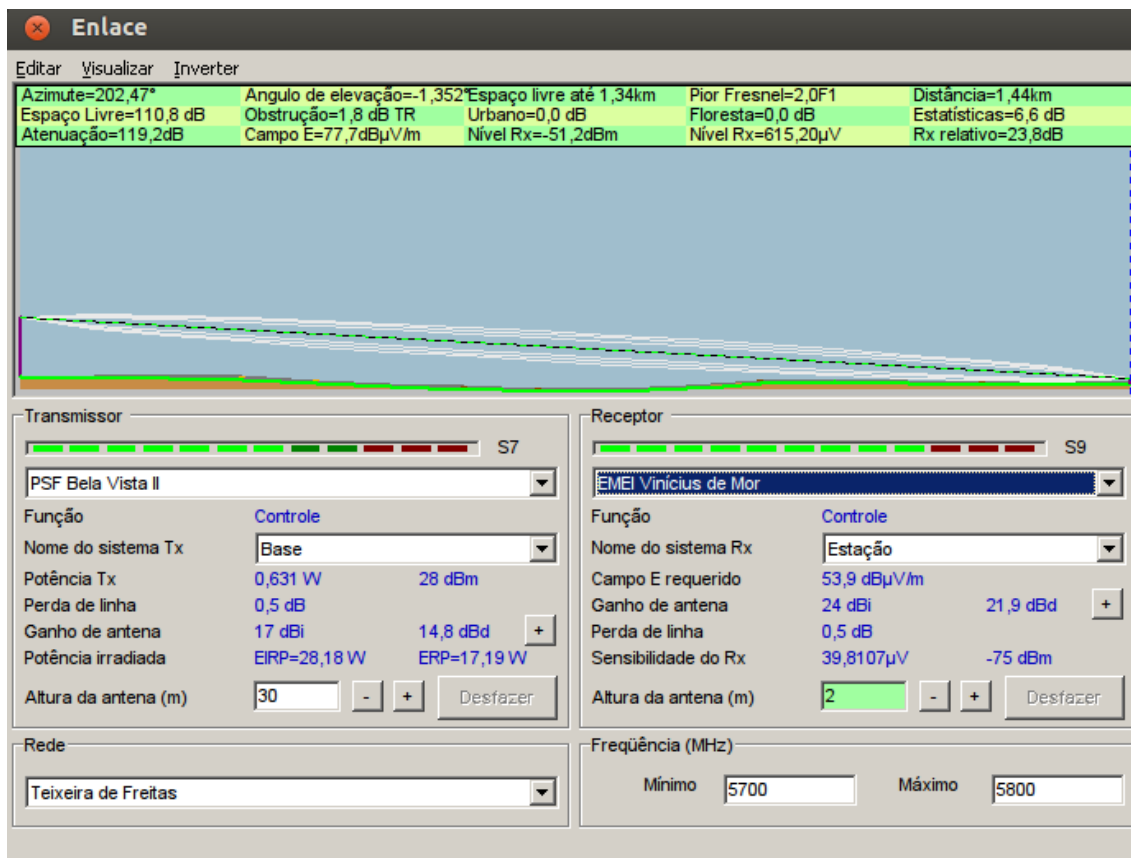 Enlace
Editar Visualizar Inverter
Azimute=202,47° Angulo de elevação=-1,352° Espaço livre até 1,34km Pior Fresnel=2,0F1 Distância=1,44km
Espaço Livre=110,8 dB Obstrução=1,8 dB TR Urbano=0,0 dB Floresta=0,0 dB Estatísticas=6,6 dB
Atenuação=119,2dB Campo E=77,7dBµV/m Nível Rx=-51,2dBm Nível Rx=615,20µV Rx relativo=23,8dB
Transmissor
S7
PSF Bela Vista II
Função Controle
Nome do sistema Tx Base
Potência Tx 0,631 W 28 dBm
Perda de linha 0,5 dB
Ganho de antena 17 dBi 14,8 dBd +
Potência irradiada EIRP=28,18 W ERP=17,19 W
Altura da antena (m) 30 - + Desfazer
Rede
Teixeira de Freitas
Receptor
S9
EMEI Vinícius de Mor
Função Controle
Nome do sistema Rx Estação
Campo E requerido 53,9 dBµV/m
Ganho de antena 24 dBi 21,9 dBd +
Perda de linha 0,5 dB
Sensibilidade do Rx 39,8107µV -75 dBm
Altura da antena (m) 2 - + Desfazer
Freqüência (MHz)
Mínimo 5700 Máximo 5800